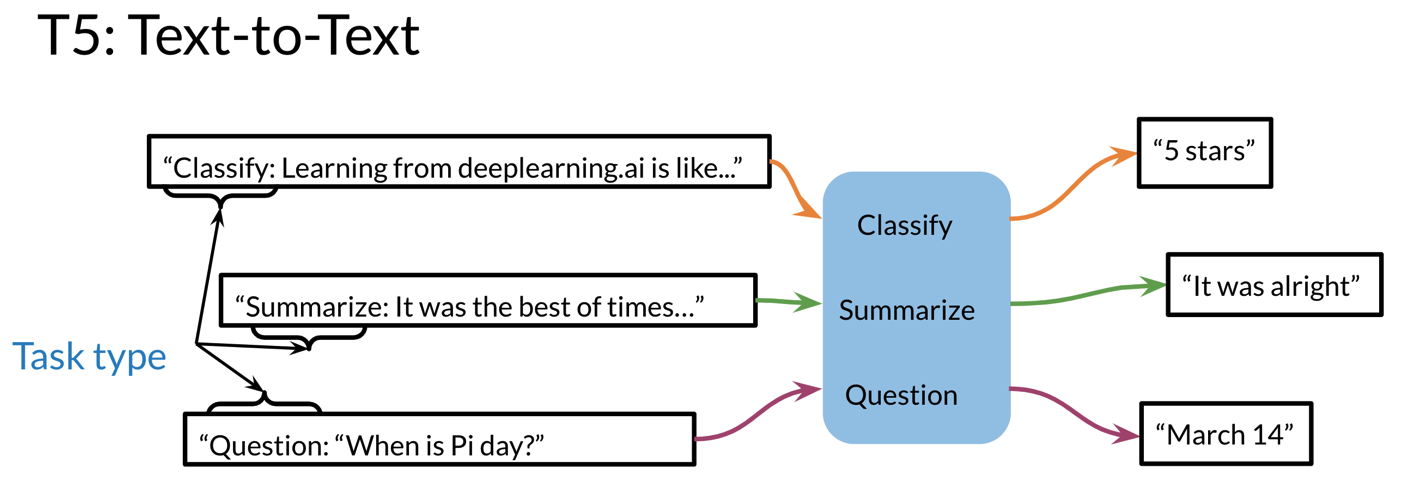 T5: Text-to-Text
“Classify: Learning from deeplearning.ai is like...”
“5 stars”
Classify
“Summarize: It was the best of times...”
“It was alright”
Summarize
Task type
Question
“Question: “When is Pi day?”
“March 14”